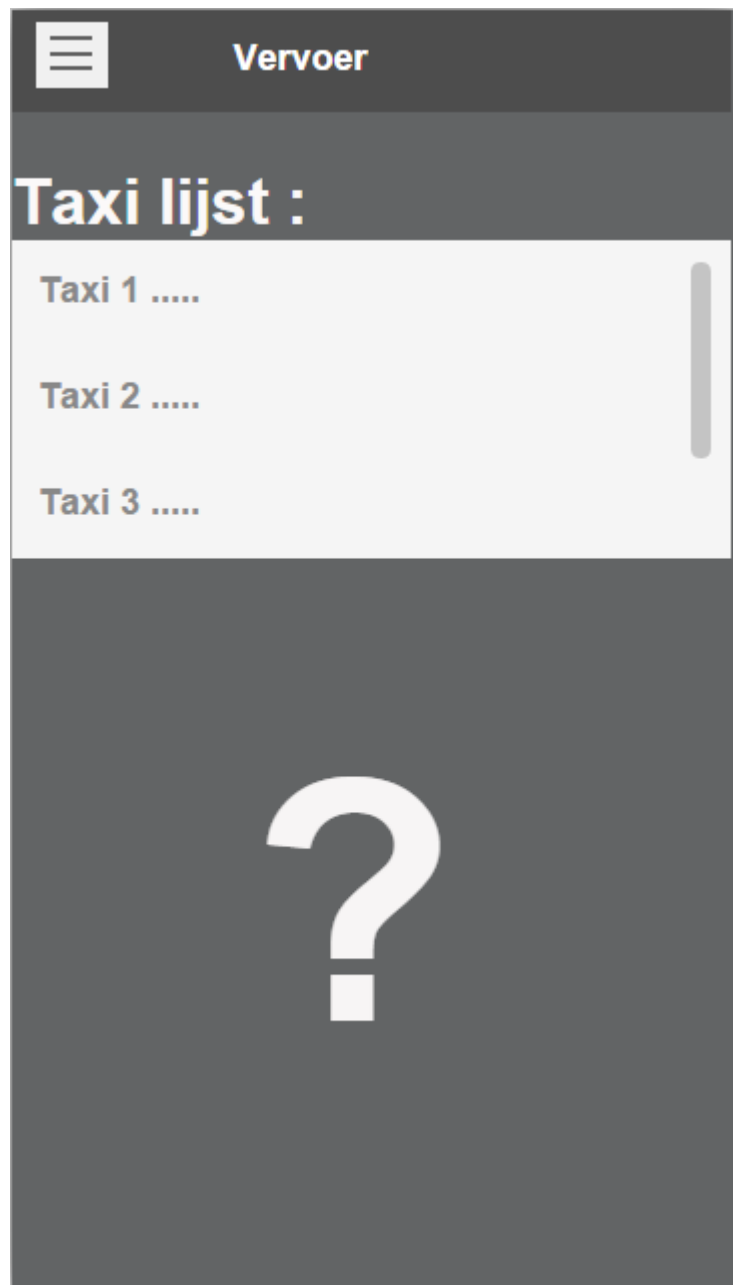 Vervoer
Taxi lijst :
Taxi 1 .....
Taxi 2 .....
Taxi 3 .....
?